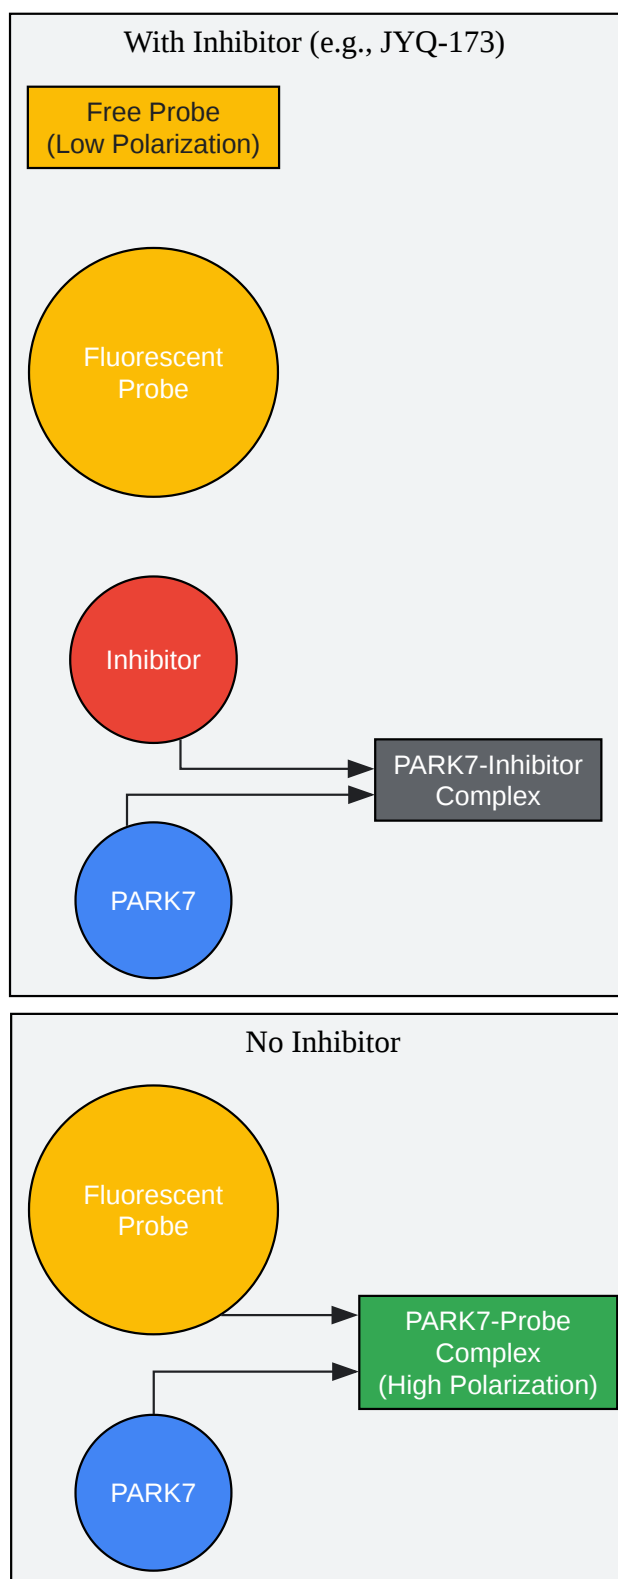 With Inhibitor (e.g., JYQ-173)
Free Probe
(Low Polarization)
Fluorescent
Probe
Inhibitor
PARK7-Inhibitor
Complex
PARK7
No Inhibitor
Fluorescent
Probe
PARK7-Probe
Complex
(High Polarization)
PARK7